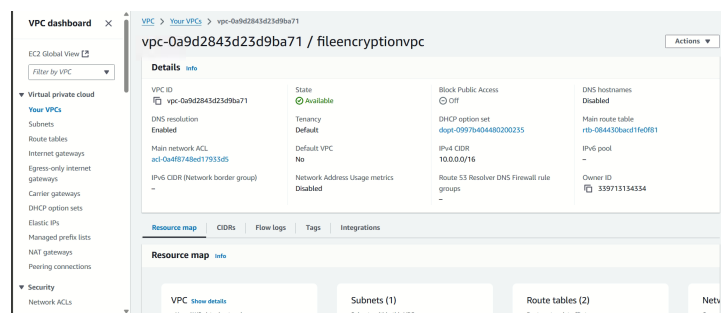 VPC dashboard
EC2 Global View
Filter by VPC
Virtual private cloud
Your VPCs
Subnets
Route tables
Internet gateways
Egress-only internet
gateways
Carrier gateways
DHCP option sets
Elastic IPs
Managed prefix lists
NAT gateways
Peering connections
Security
Network ACLs
VPC > Your VPCs > vpc-0a9d2843d23d9ba71
vpc-0a9d2843d23d9ba71 / fileencryptionvpc
Actions
Details Info
VPC ID
vpc-0a9d2843d23d9ba71
State
Available
Block Public Access
Off
DNS hostnames
Disabled
DNS resolution
Enabled
Tenancy
Default
DHCP option set
dopt-0997b404480200235
Main route table
rtb-084430bacd1fe0f81
Main network ACL
acl-0a4f8748ed17933d5
Default VPC
No
IPv4 CIDR
10.0.0.0/16
IPv6 pool
–
IPv6 CIDR (Network border group)
–
Network Address Usage metrics
Disabled
Route 53 Resolver DNS Firewall rule
groups
–
Owner ID
339713134334
Resource map
CIDRs
Flow logs
Tags
Integrations
Resource map Info
VPC Show details
Subnets (1)
Route tables (2)
Netw